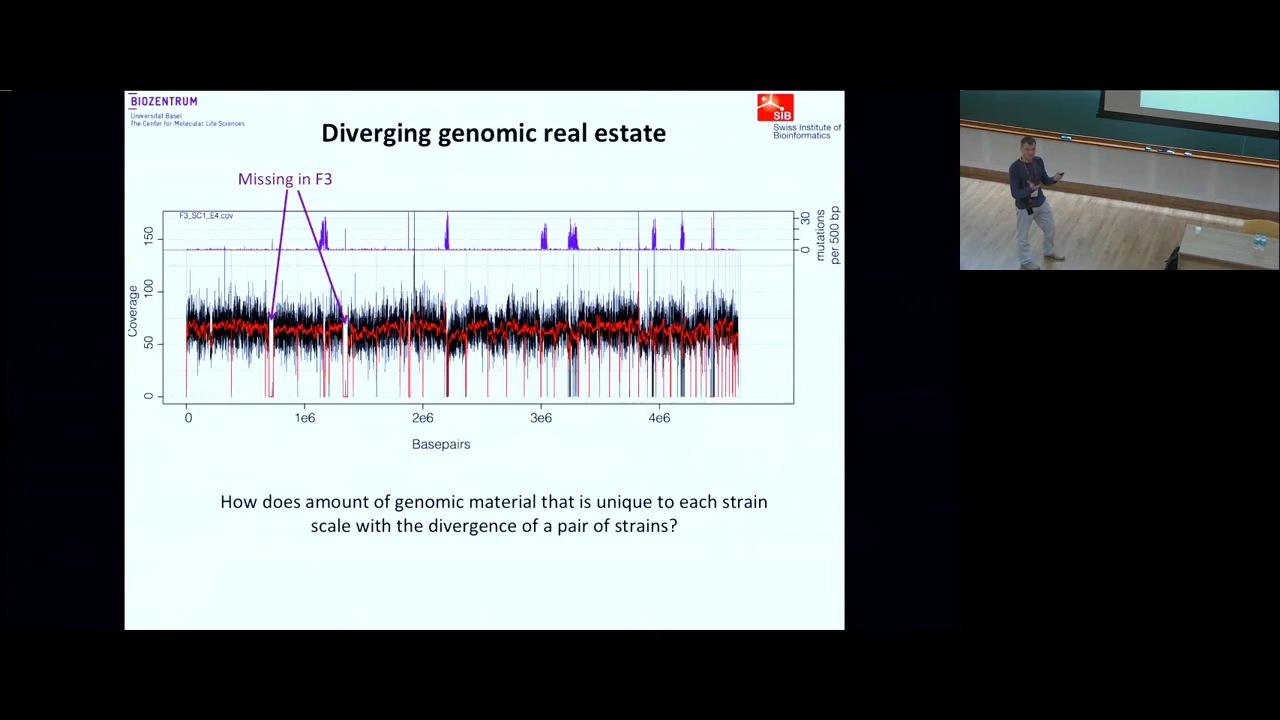 BIOZENTRUM
Universität Basel
The Center for Molecular Life Sciences
SIB
Swiss Institute of
Bioinformatics
Diverging genomic real estate
Missing in F3
F3_SC1_E4.cov
150
100
50
0
Coverage
30
0
mutations
per 500 bp
0
1e6
2e6
3e6
4e6
Basepairs
How does amount of genomic material that is unique to each strain
scale with the divergence of a pair of strains?